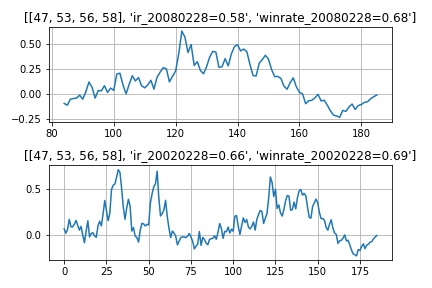 [[47, 53, 56, 58], 'ir_20080228=0.58', 'winrate_20080228=0.68']
0.50
0.25
0.00
−0.25
80 100 120 140 160 180
[[47, 53, 56, 58], 'ir_20020228=0.66', 'winrate_20020228=0.69']
0.5
0.0
0 25 50 75 100 125 150 175